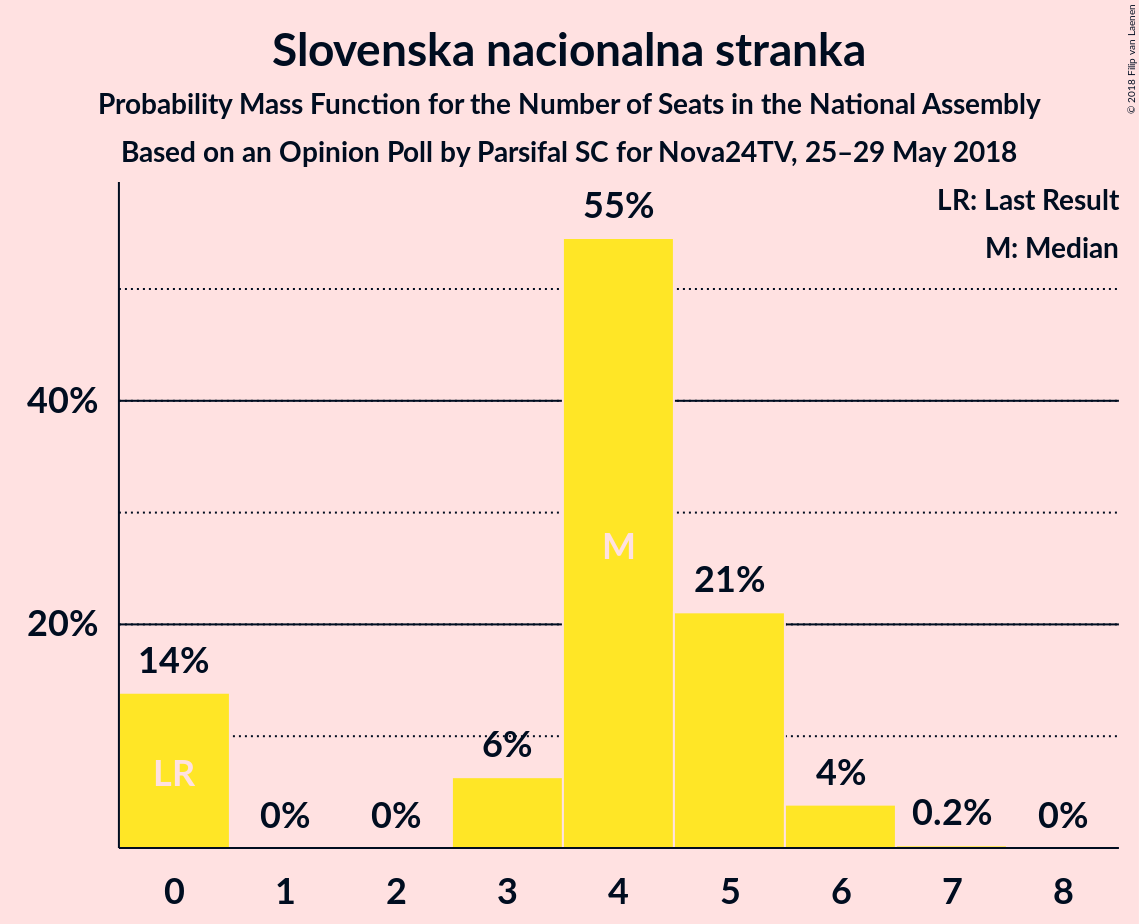 Slovenska nacionalna stranka
Probability Mass Function for the Number of Seats in the National Assembly
Based on an Opinion Poll by Parsifal SC for Nova24TV, 25–29 May 2018
© 2018 Filip van Laenen
LR: Last Result
M: Median
55%
40%
M
21%
20%
14%
6%
LR
4%
0%
0%
0.2%
0%
0 1 2 3 4 5 6 7 8